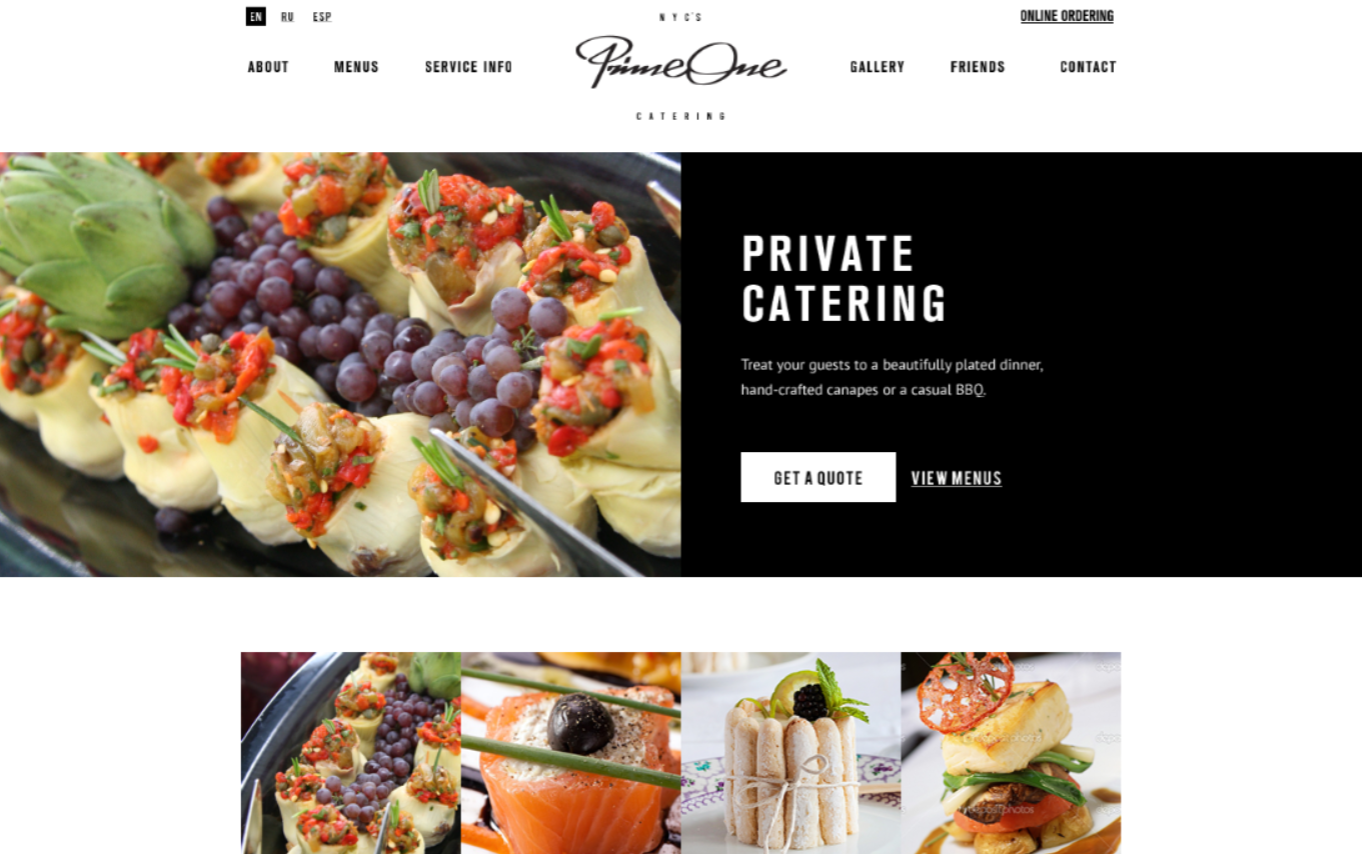 EN RU ESP
NYC'S
ONLINE ORDERING
ABOUT MENUS SERVICE INFO
PrimeOne
GALLERY FRIENDS CONTACT
CATERING
PRIVATE
CATERING
Treat your guests to a beautifully plated dinner,
hand-crafted canapes or a casual BBQ.
GET A QUOTE VIEW MENUS